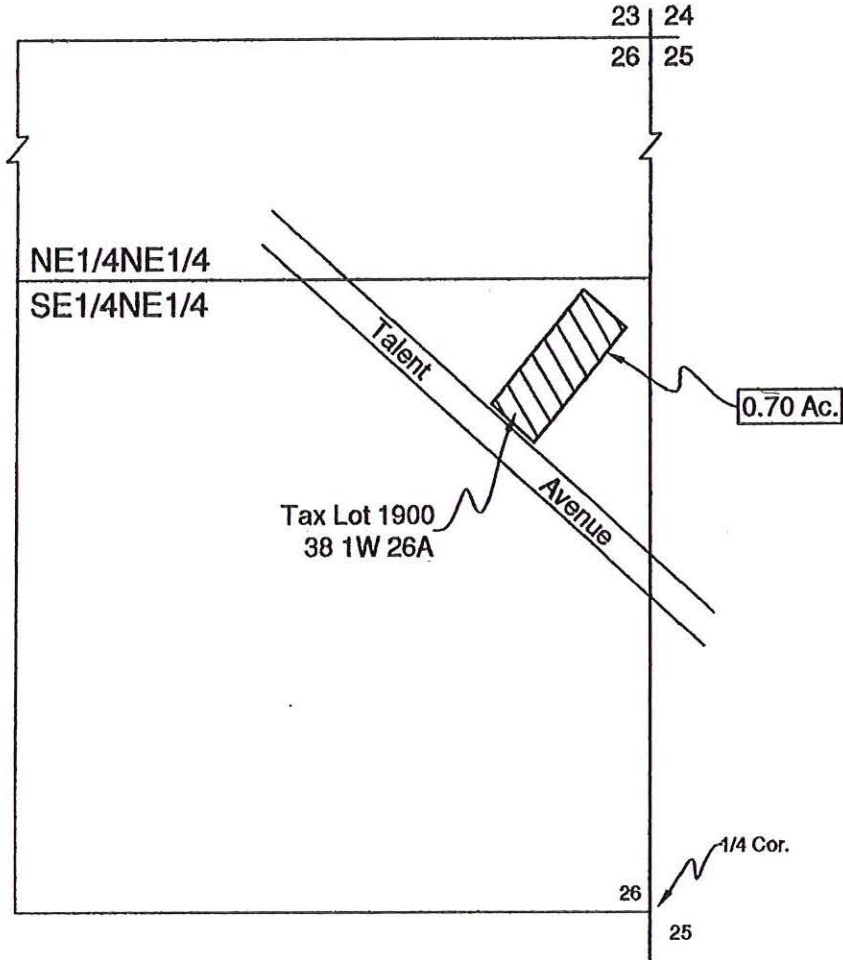 23 24
26 25
NE1/4NE1/4
SE1/4NE1/4
Talent
0.70 Ac.
Avenue
Tax Lot 1900
38 1W 26A
1/4 Cor.
26
25